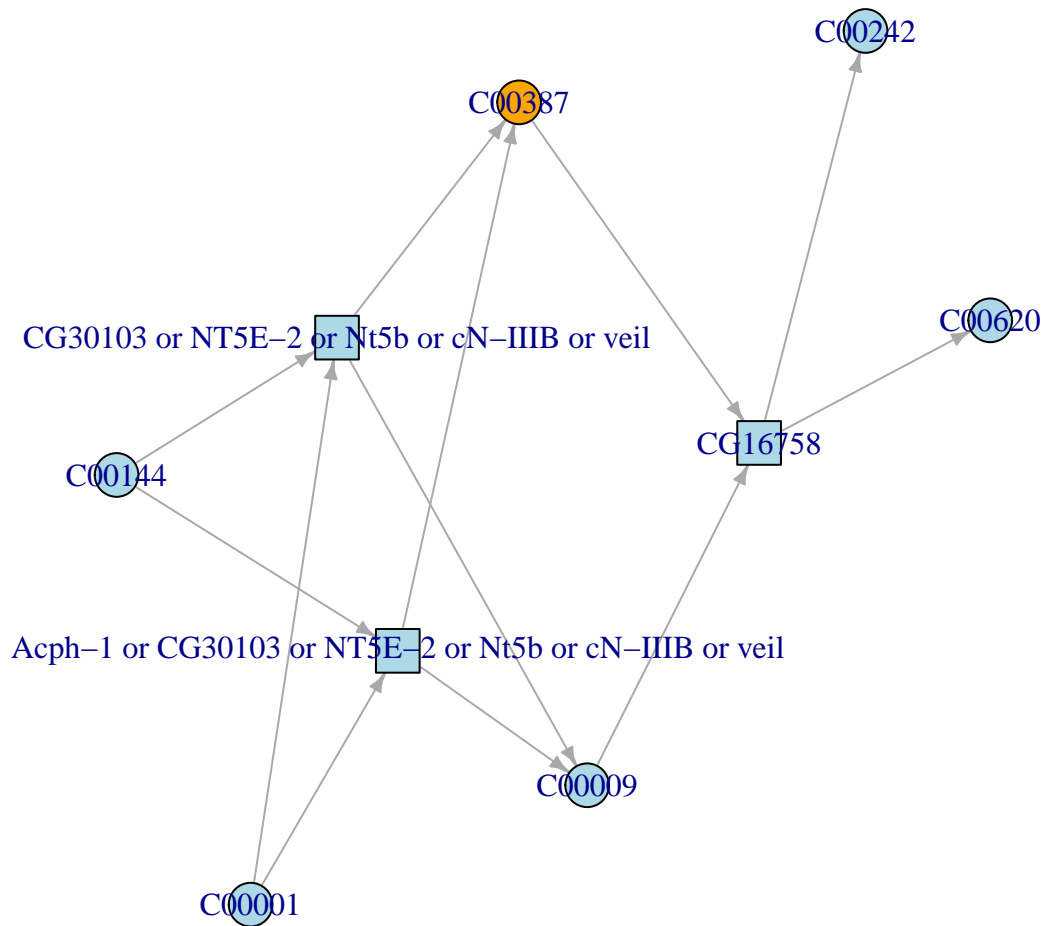 C00242
C00387
C00620
CG30103 or NT5E−2 or Nt5b or cN−IIIB or veil
CG16758
C00144
Acph−1 or CG30103 or NT5E−2 or Nt5b or cN−IIIB or veil
C00009
C00001